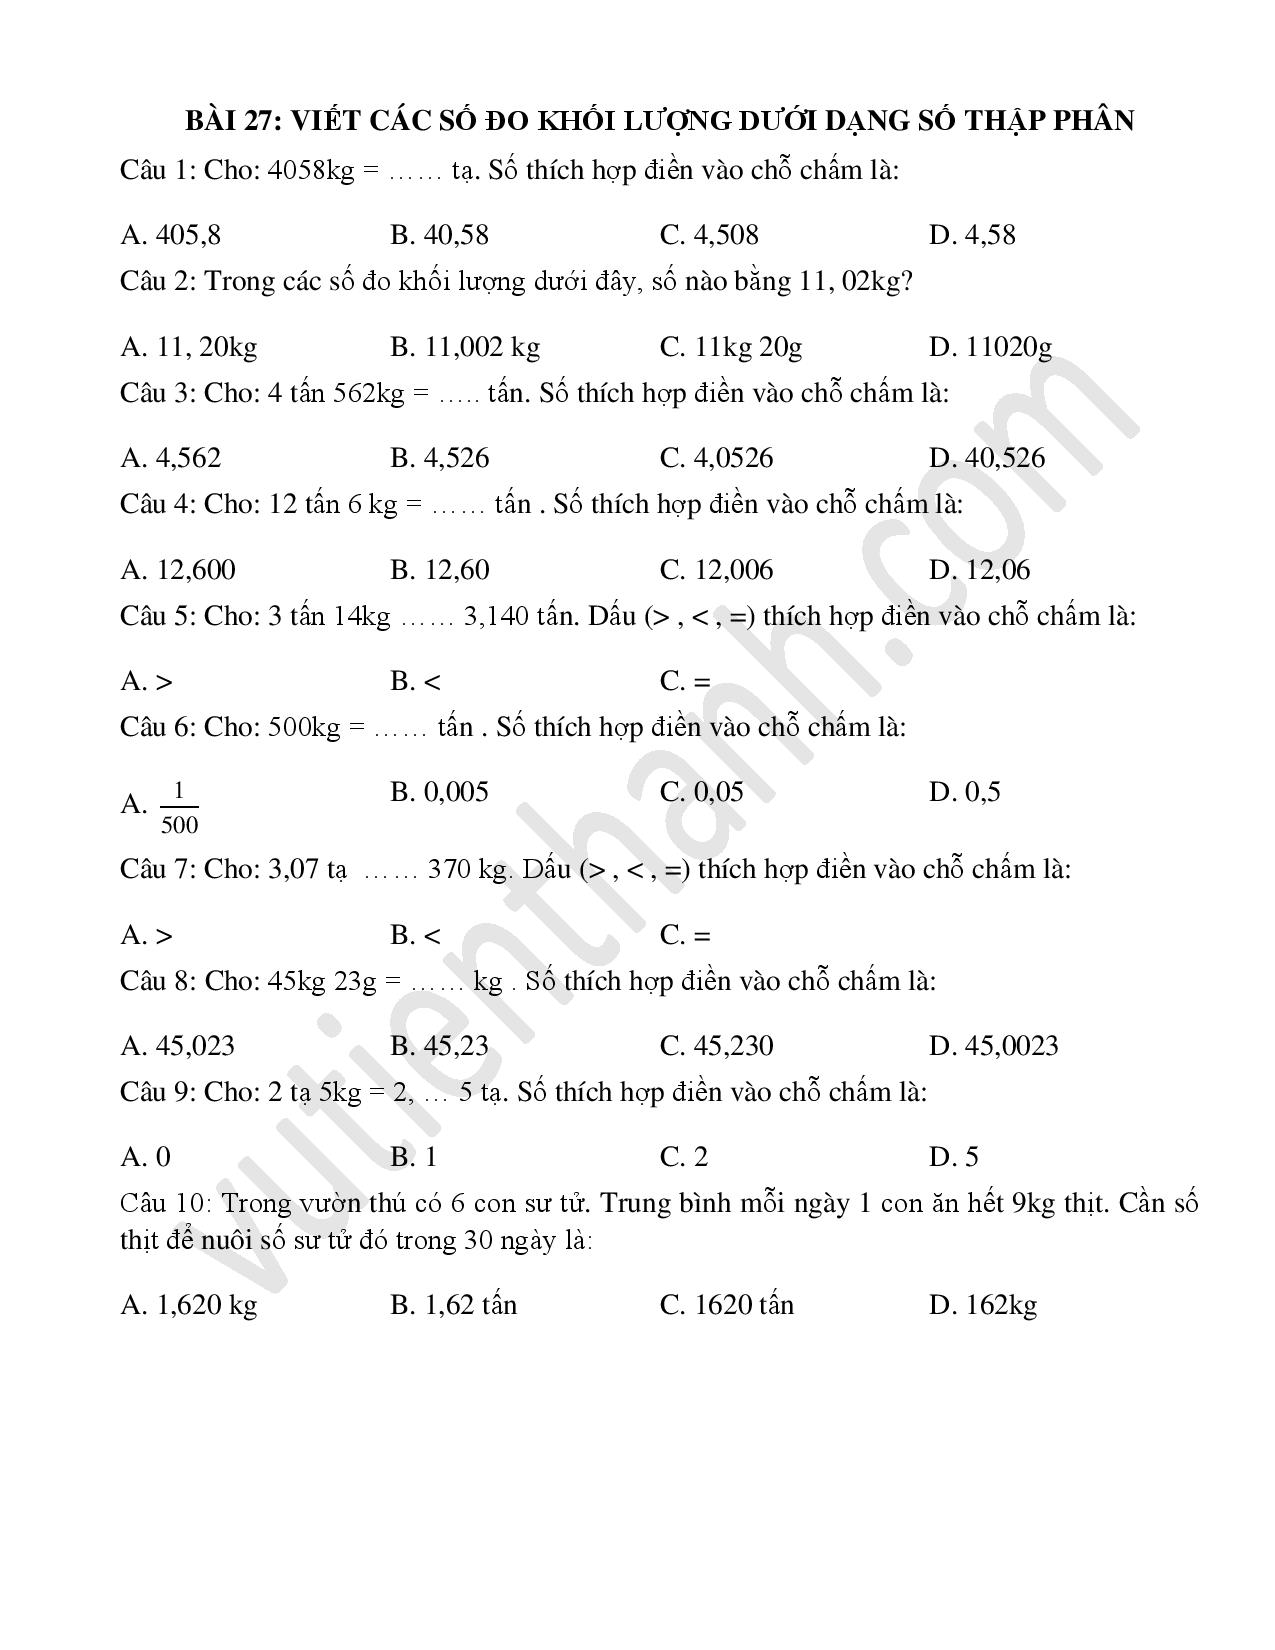 BÀI 27: VIẾT CÁC SỐ ĐO KHỐI LƯỢNG DƯỚI DẠNG SỐ THẬP PHÂN
Câu 1: Cho: 4058kg = …… tạ. Số thích hợp điền vào chỗ chấm là:
A. 405,8 B. 40,58 C. 4,508 D. 4,58
Câu 2: Trong các số đo khối lượng dưới đây, số nào bằng 11, 02kg?
A. 11, 20kg B. 11,002 kg C. 11kg 20g D. 11020g
Câu 3: Cho: 4 tấn 562kg = ….. tấn. Số thích hợp điền vào chỗ chấm là:
A. 4,562 B. 4,526 C. 4,0526 D. 40,526
Câu 4: Cho: 12 tấn 6 kg = …… tấn . Số thích hợp điền vào chỗ chấm là:
A. 12,600 B. 12,60 C. 12,006 D. 12,06
Câu 5: Cho: 3 tấn 14kg …… 3,140 tấn. Dấu (> , < , =) thích hợp điền vào chỗ chấm là:
A. > B. < C. =
Câu 6: Cho: 500kg = …… tấn . Số thích hợp điền vào chỗ chấm là:
A. 1/500 B. 0,005 C. 0,05 D. 0,5
Câu 7: Cho: 3,07 tạ …… 370 kg. Dấu (> , < , =) thích hợp điền vào chỗ chấm là:
A. > B. < C. =
Câu 8: Cho: 45kg 23g = …… kg . Số thích hợp điền vào chỗ chấm là:
A. 45,023 B. 45,23 C. 45,230 D. 45,0023
Câu 9: Cho: 2 tạ 5kg = 2, … 5 tạ. Số thích hợp điền vào chỗ chấm là:
A. 0 B. 1 C. 2 D. 5
Câu 10: Trong vườn thú có 6 con sư tử. Trung bình mỗi ngày 1 con ăn hết 9kg thịt. Cần số
thịt để nuôi số sư tử đó trong 30 ngày là:
A. 1,620 kg B. 1,62 tấn C. 1620 tấn D. 162kg
vutienthanh.com